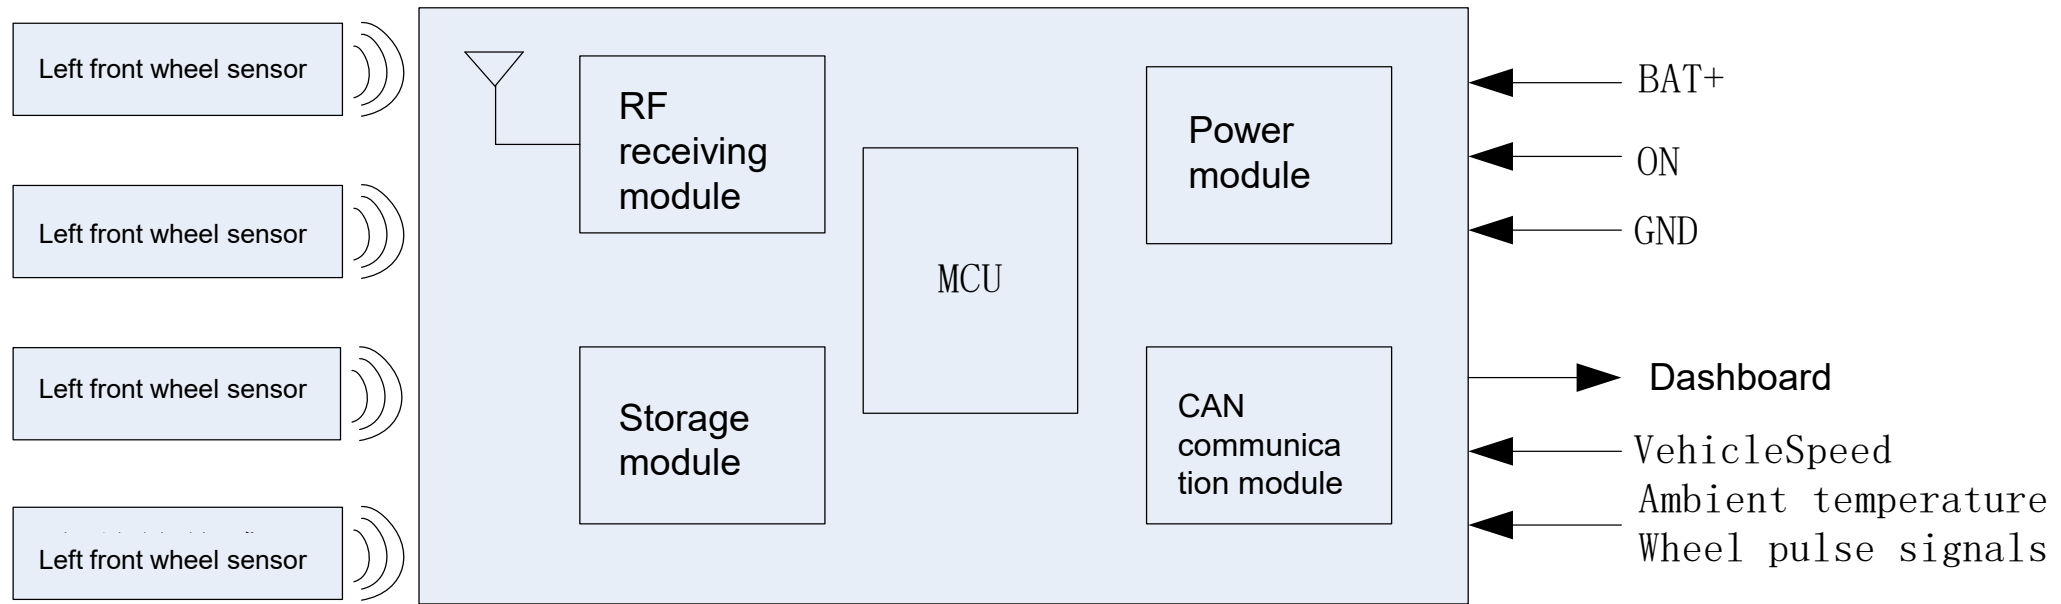 Left front wheel sensor
Left front wheel sensor
Left front wheel sensor
Left front wheel sensor
RF
receiving
module
Storage
module
MCU
Power
module
CAN
communica
tion module
BAT+
ON
GND
Dashboard
VehicleSpeed
Ambient temperature
Wheel pulse signals